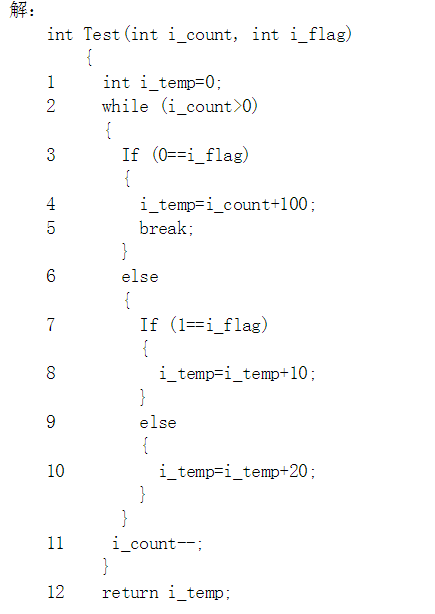 解：
int Test(int i_count, int i_flag)
{
1 int i_temp=0;
2 while (i_count>0)
{
3 If (0==i_flag)
{
4 i_temp=i_count+100;
5 break;
}
6 else
{
7 If (1==i_flag)
{
8 i_temp=i_temp+10;
}
9 else
{
10 i_temp=i_temp+20;
}
}
11 i_count--;
}
12 return i_temp;